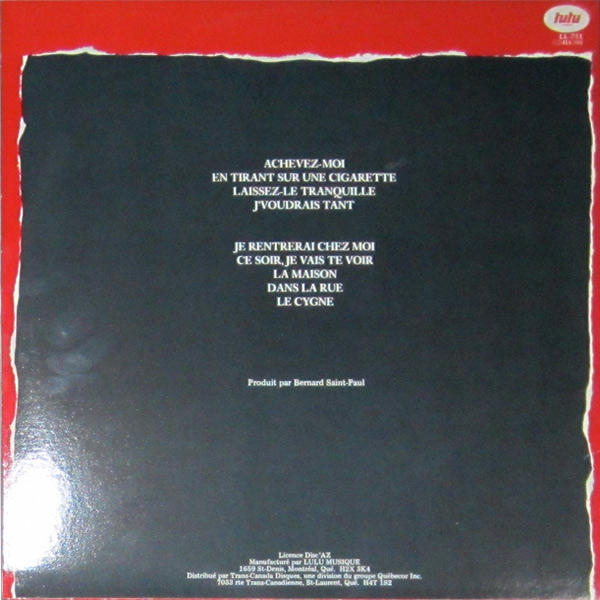 lulu
LL-751
ACHEVEZ-MOI
EN TIRANT SUR UNE CIGARETTE
LAISSEZ-LE TRANQUILLE
J'VOUDRAIS TANT
JE RENTRERAI CHEZ MOI
CE SOIR, JE VAIS TE VOIR
LA MAISON
DANS LA RUE
LE CYGNE
Produit par Bernard Saint-Paul
Licence Disc'AZ
Manufacturé par LULU MUSIQUE
1659 St-Denis, Montréal, Qué. H2X 3K4
Distribué par Trans-Canada Disques, une division du groupe Québecor Inc.
7033 rte Trans-Canadienne, St-Laurent, Qué. H4T 1S2